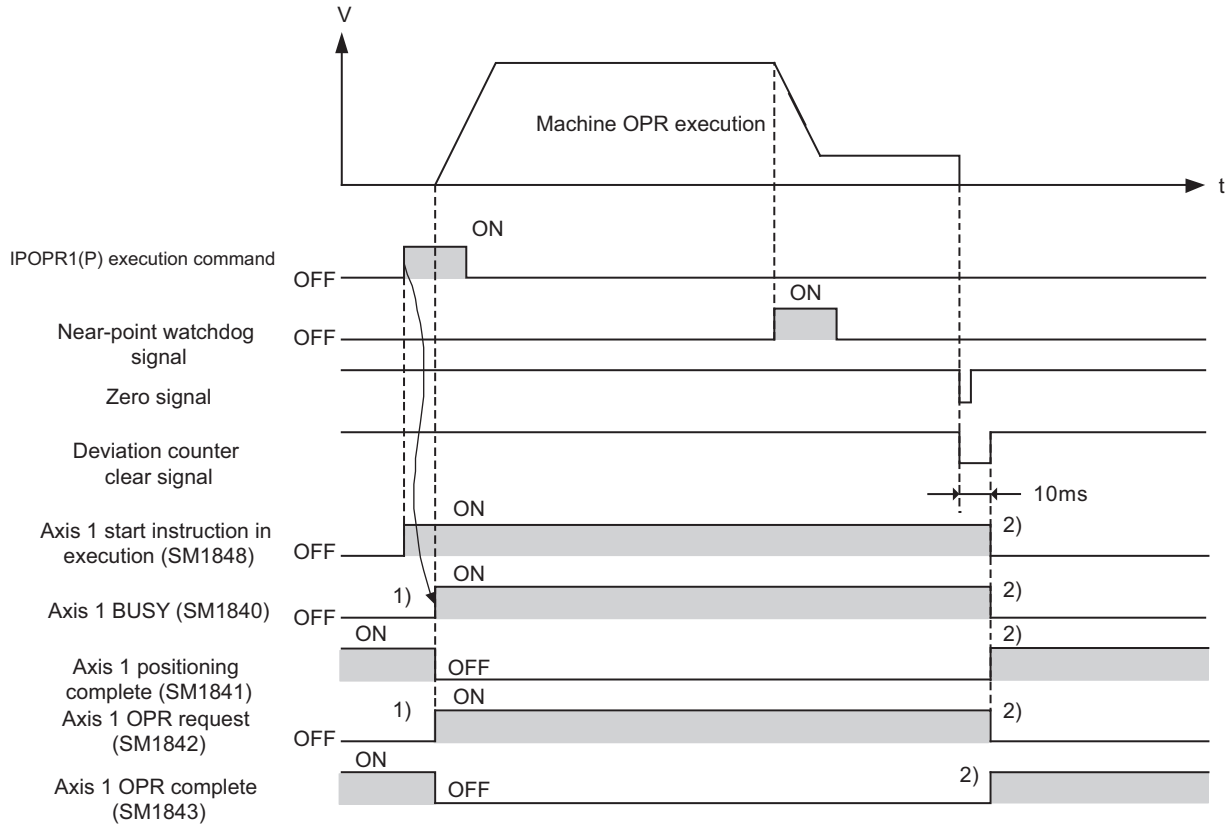 V
Machine OPR execution
t
ON
IPOPR1(P) execution command
OFF
ON
Near-point watchdog
signal
OFF
Zero signal
Deviation counter
clear signal
10ms
ON
Axis 1 start instruction in
execution (SM1848)
OFF
2)
ON
Axis 1 BUSY (SM1840)
OFF
1)
2)
ON
Axis 1 positioning
complete (SM1841)
OFF
2)
ON
Axis 1 OPR request
(SM1842)
OFF
1)
2)
ON
Axis 1 OPR complete
(SM1843)
OFF
2)